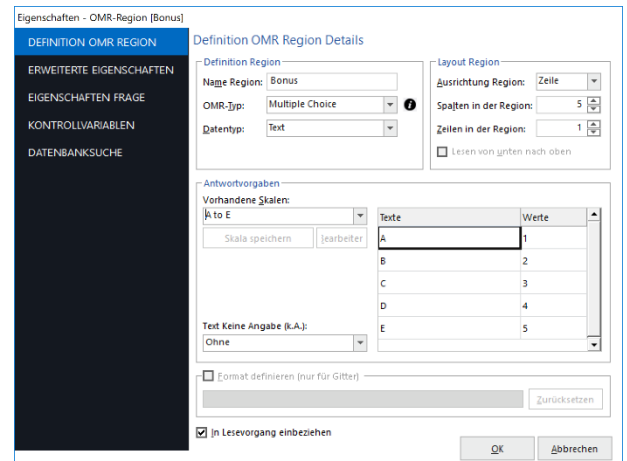 Eigenschaften - OMR-Region [Bonus]
DEFINITION OMR REGION
ERWEITERTE EIGENSCHAFTEN
EIGENSCHAFTEN FRAGE
KONTROLLVARIABLEN
DATENBANKSUCHE
Definition OMR Region Details
Definition Region
Name Region: Bonus
OMR-Typ: Multiple Choice
Datentyp: Text
Layout Region
Ausrichtung Region: Zeile
Spalten in der Region: 5
Zeilen in der Region: 1
Lesen von unten nach oben
Antwortvorgaben
Vorhandene Skalen:
A to E
Skala speichern
Texte Werte
A 1
B 2
C 3
D 4
E 5
Text Keine Angabe (k.A.):
Ohne
Format definieren (nur für Gitter)
Zurücksetzen
In Lesevorgang einbeziehen
OK Abbrechen